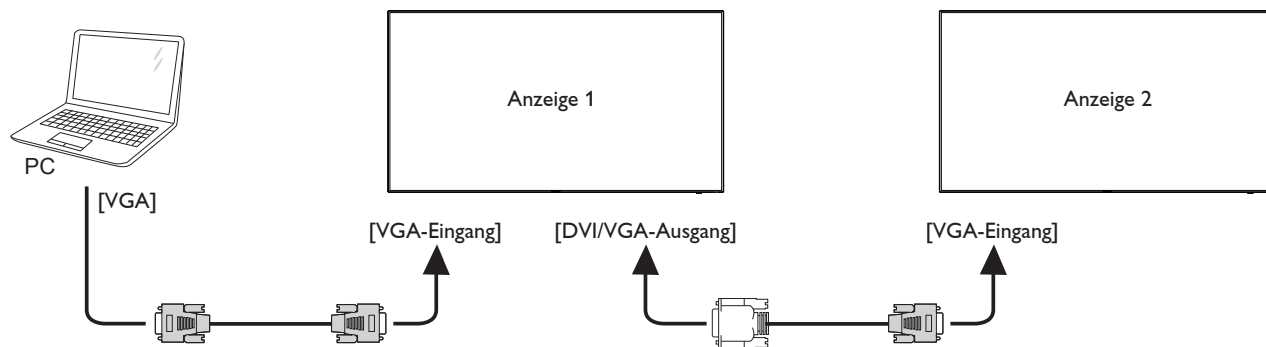 Anzeige 1
Anzeige 2
PC
[VGA]
[VGA-Eingang]
[DVI/VGA-Ausgang]
[VGA-Eingang]